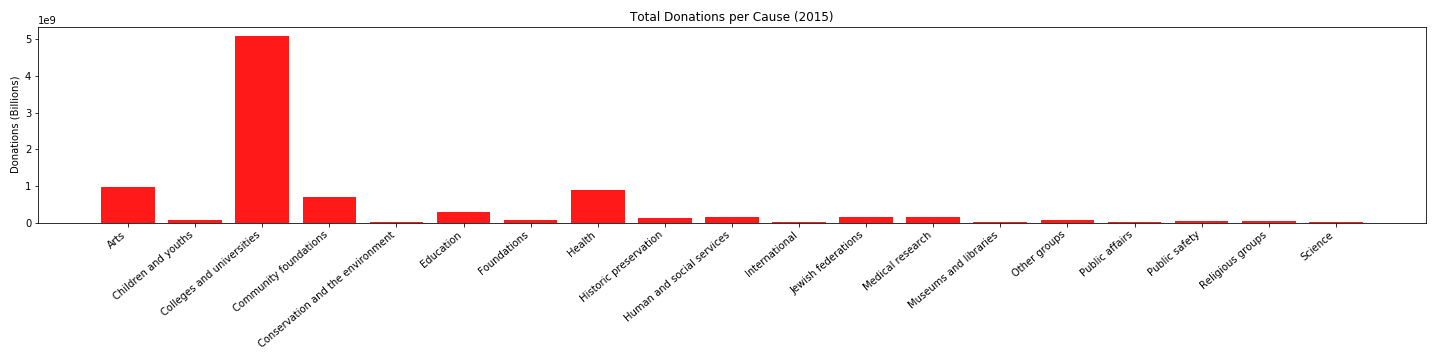 Total Donations per Cause (2015)
1e9
Donations (Billions)
5
4
3
2
1
0
Arts
Children and youths
Colleges and universities
Community foundations
Conservation and the environment
Education
Foundations
Health
Historic preservation
Human and social services
International
Jewish federations
Medical research
Museums and libraries
Other groups
Public affairs
Public safety
Religious groups
Science